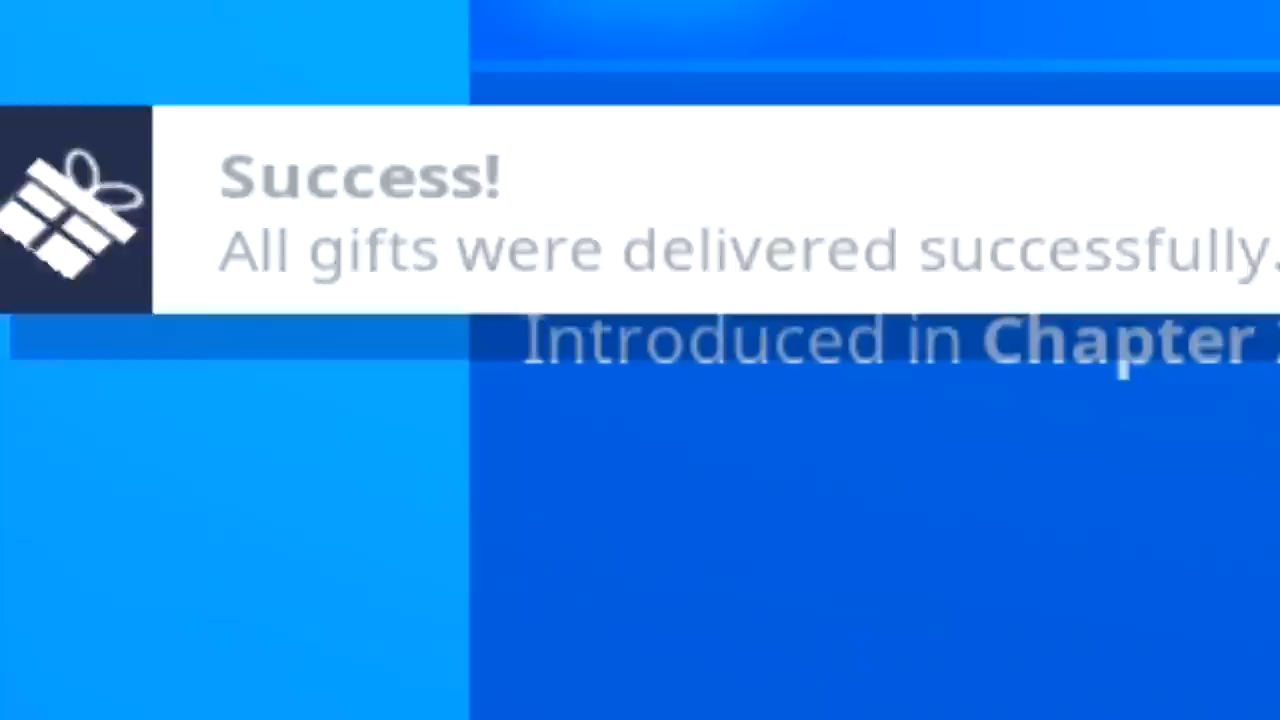 Success!
All gifts were delivered successfully.
Introduced in Chapter